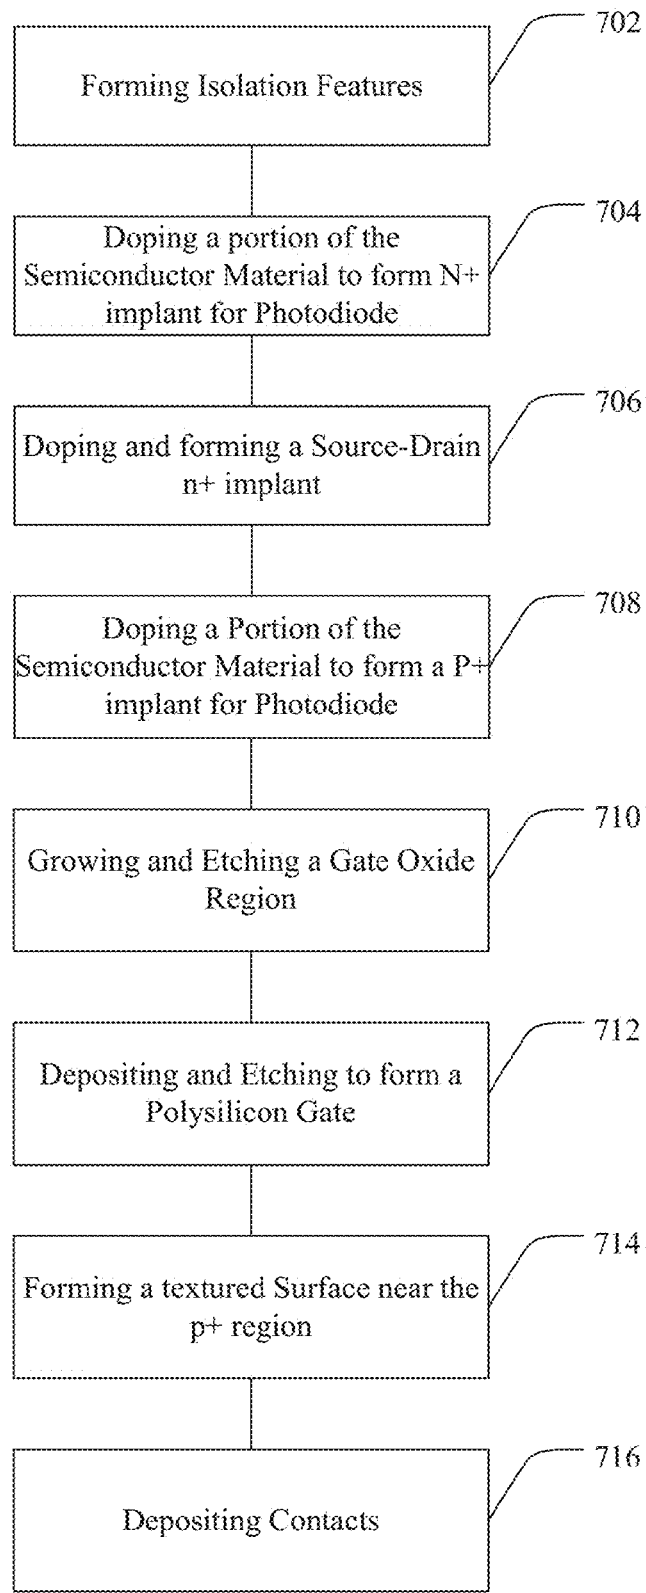 702
Forming Isolation Features
704
Doping a portion of the
Semiconductor Material to form N+
implant for Photodiode
706
Doping and forming a Source-Drain
n+ implant
708
Doping a Portion of the
Semiconductor Material to form a P+
implant for Photodiode
710
Growing and Etching a Gate Oxide
Region
712
Depositing and Etching to form a
Polysilicon Gate
714
Forming a textured Surface near the
p+ region
716
Depositing Contacts